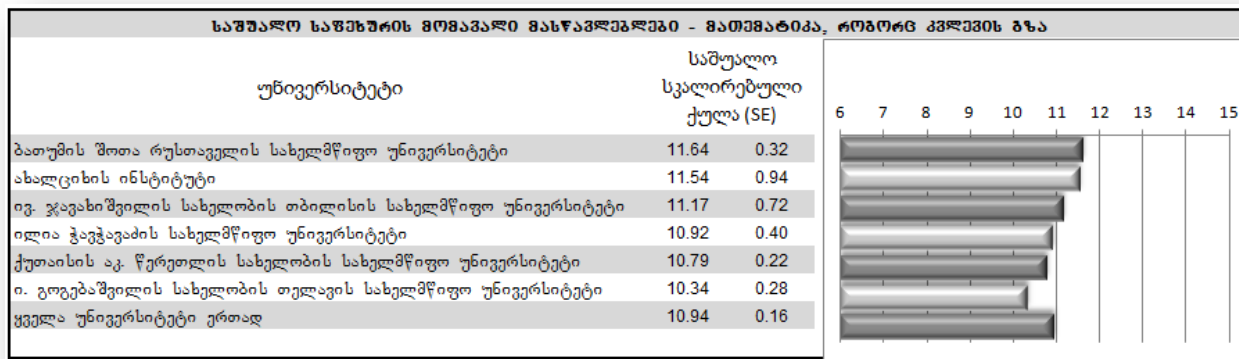 საშუალო საფეხურის მომავალი მასწავლებლები - მათემატიკა, როგორც კვლევის გზა
უნივერსიტეტი
საშუალო
სკალირებული
ქულა (SE)
6 7 8 9 10 11 12 13 14 15
ბათუმის შოთა რუსთაველის სახელმწიფო უნივერსიტეტი 11.64 0.32
ახალციხის ინსტიტუტი 11.54 0.94
ივ. ჯავახიშვილის სახელობის თბილისის სახელმწიფო უნივერსიტეტი 11.17 0.72
ილია ჭავჭავაძის სახელმწიფო უნივერსიტეტი 10.92 0.40
ქუთაისის აკ. წერეთლის სახელობის სახელმწიფო უნივერსიტეტი 10.79 0.22
ი. გოგებაშვილის სახელობის თელავის სახელმწიფო უნივერსიტეტი 10.34 0.28
ყველა უნივერსიტეტი ერთად 10.94 0.16